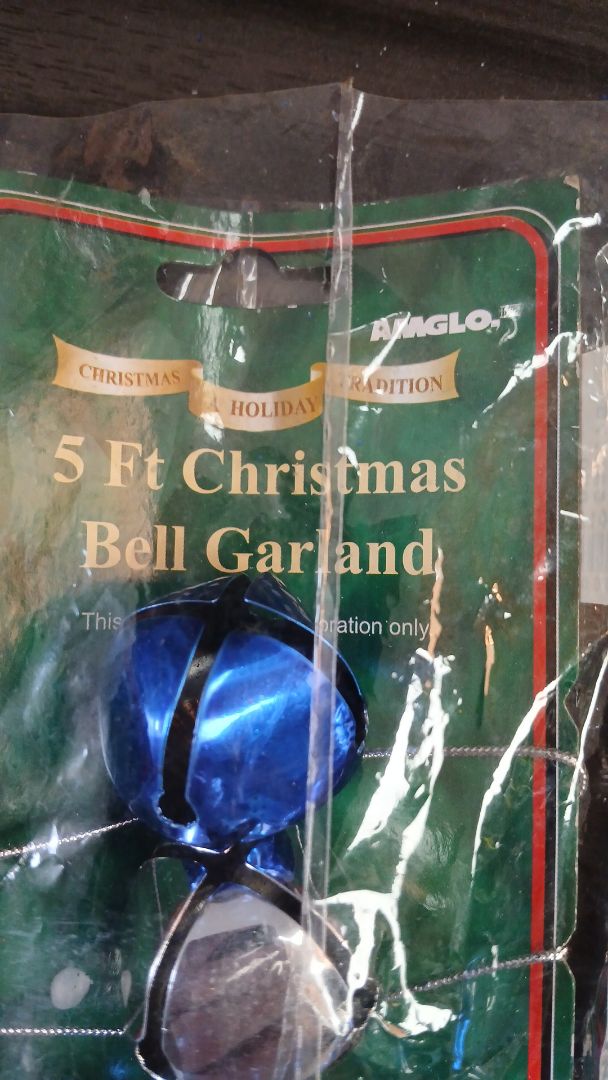 AMGLO.
CHRISTMAS HOLIDAY TRADITION
5 Ft Christmas
Bell Garland
This oration only